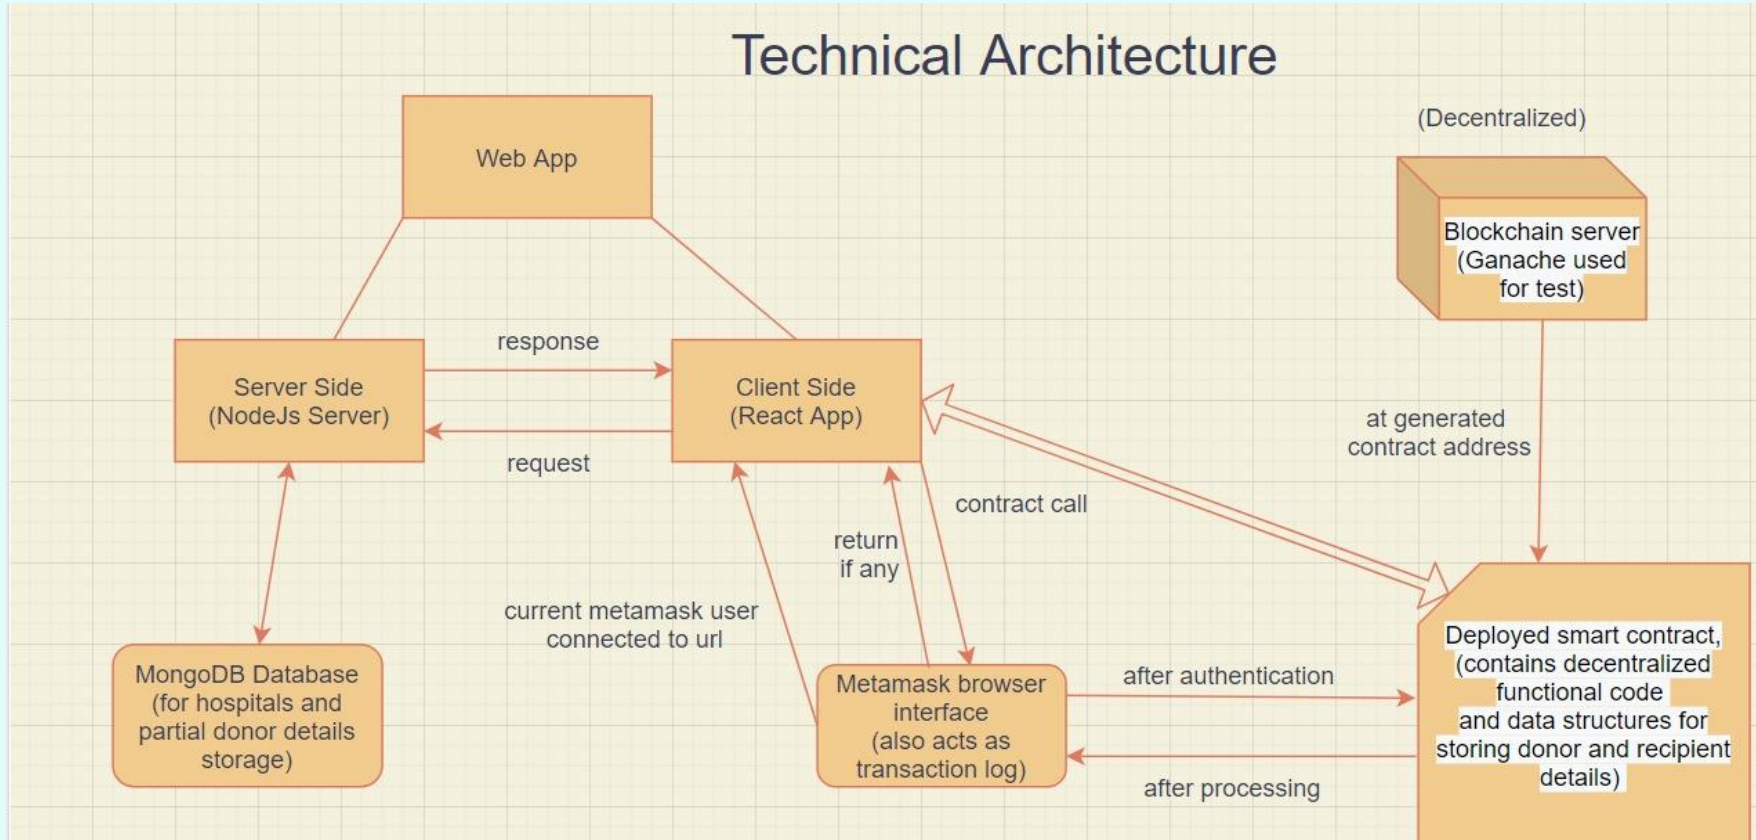 Technical Architecture
Web App
(Decentralized)
Blockchain server
(Ganache used
for test)
Server Side
(NodeJs Server)
response
request
Client Side
(React App)
at generated
contract address
contract call
return
if any
current metamask user
connected to url
MongoDB Database
(for hospitals and
partial donor details
storage)
Metamask browser
interface
(also acts as
transaction log)
after authentication
after processing
Deployed smart contract,
(contains decentralized
functional code
and data structures for
storing donor and recipient
details)